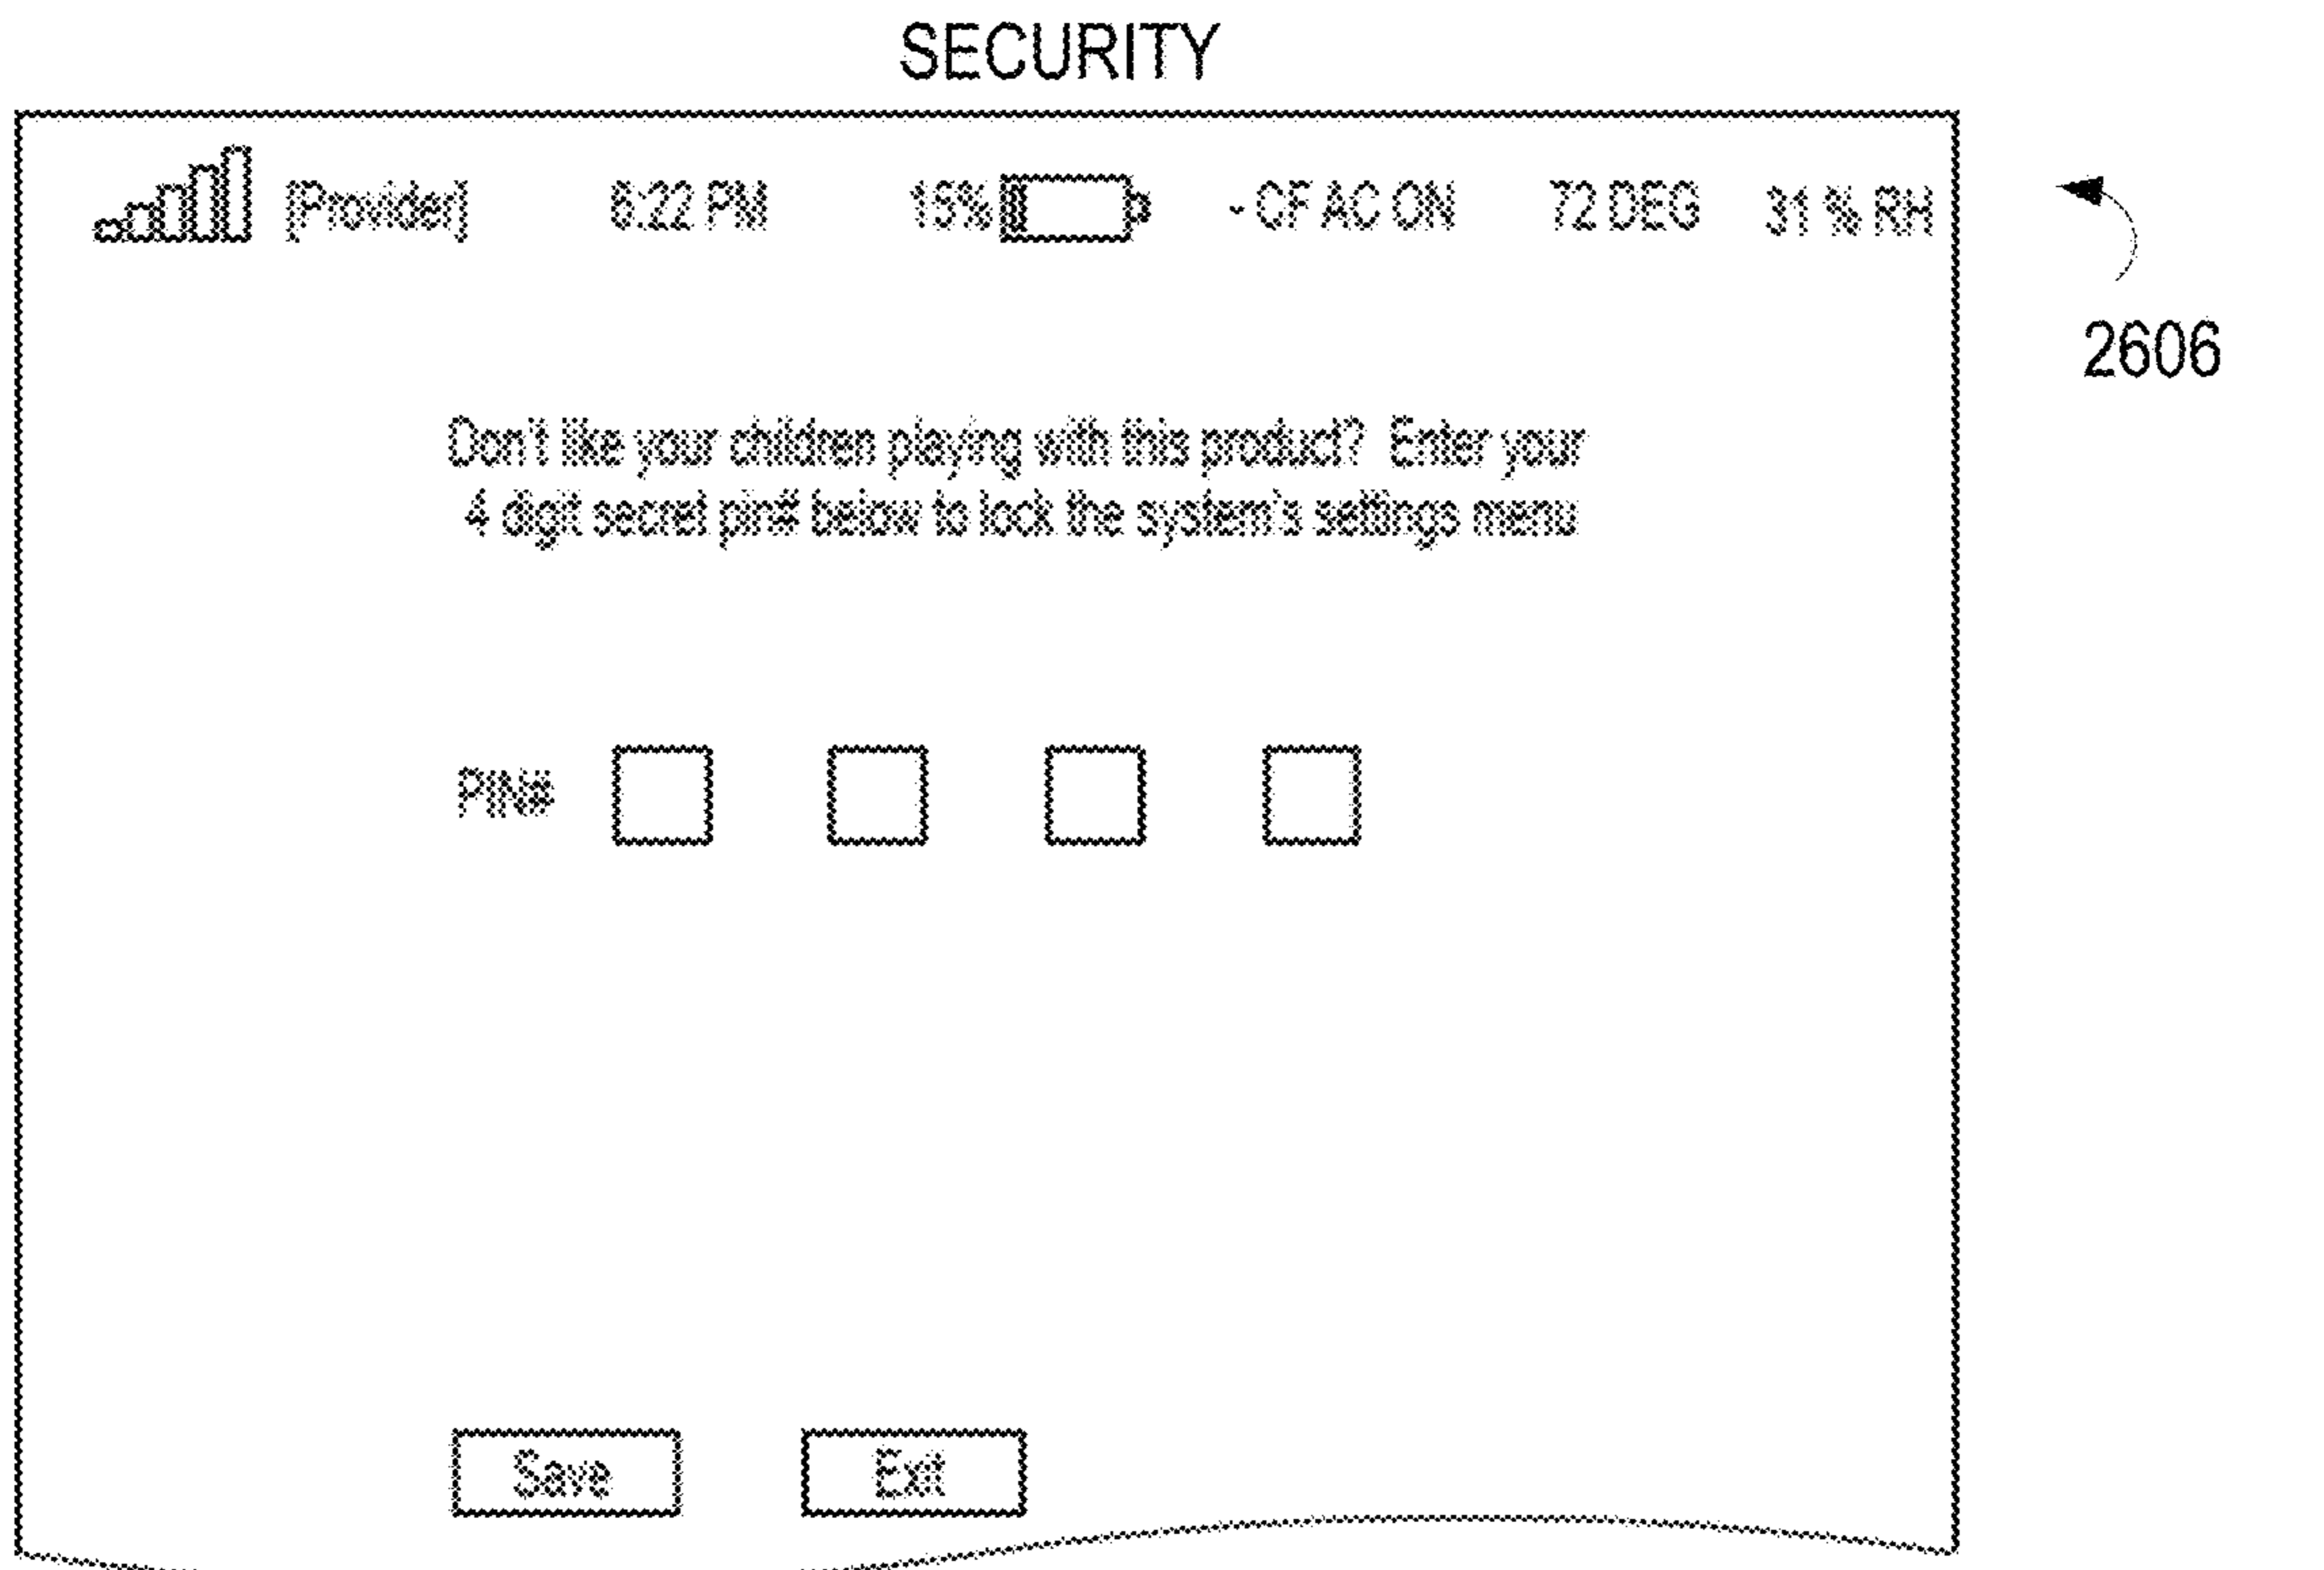 SECURITY
[Provider] 6:22 PM 15% - CF AC ON 72 DEG 31 % RH
2606
Don't like your children playing with this product? Enter your
4 digit secret pin# below to lock the system's settings menu
PIN#
Save Exit